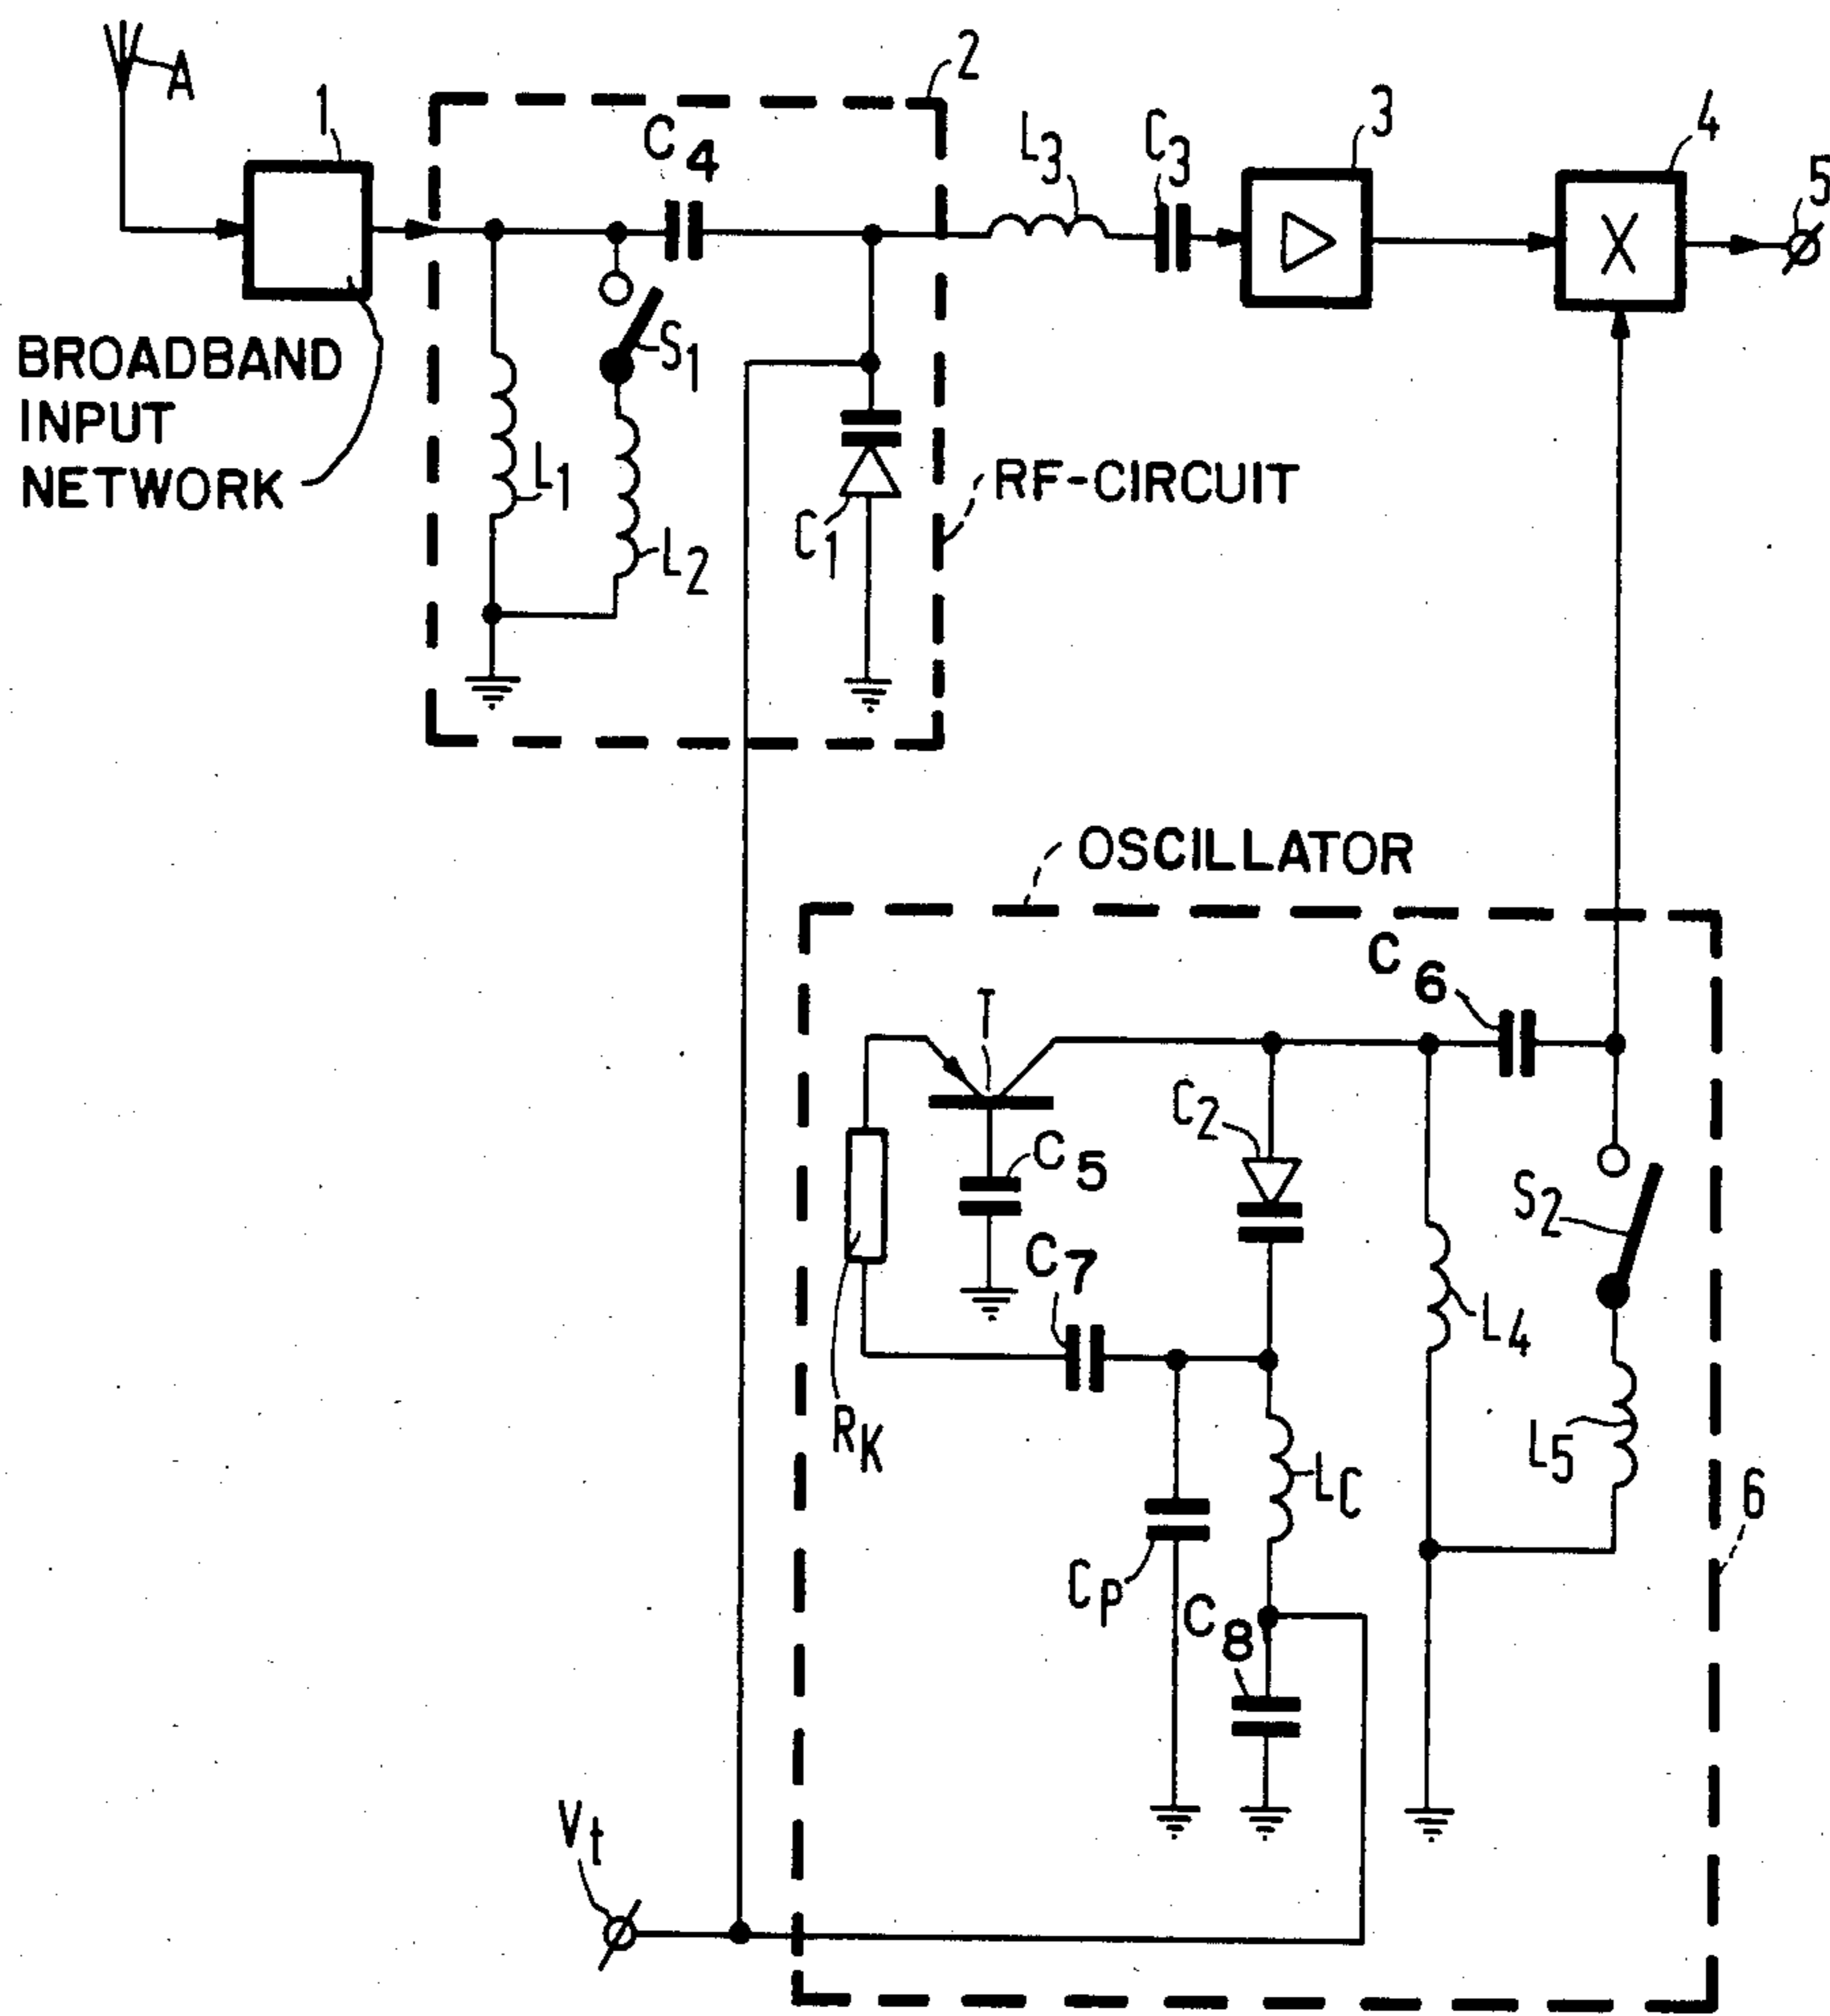 A
1
2
C4
L3
C3
3
4
5
BROADBAND
INPUT
NETWORK
S1
L1
L2
C1
RF-CIRCUIT
OSCILLATOR
C6
T
C2
C5
S2
C7
L4
RK
L5
LC
6
CP
C8
Vt